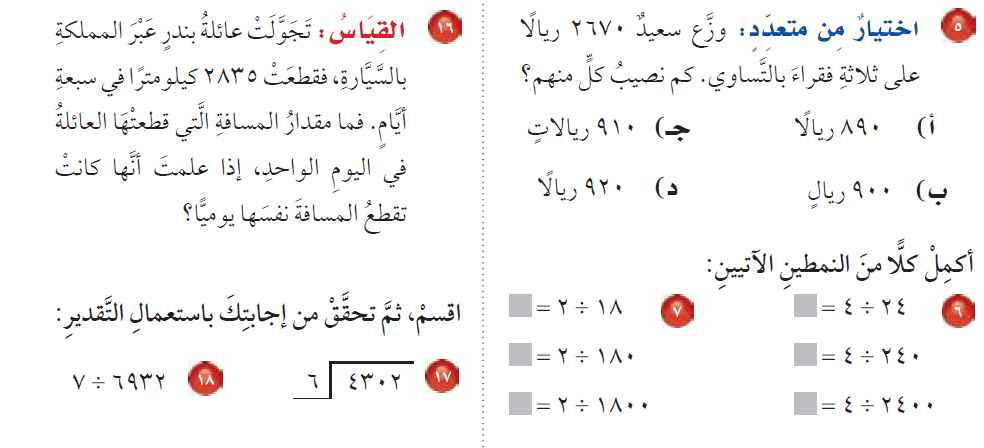 ٥ اختيارٌ مِن متعدِّدٍ: وزَّع سعيدٌ ٢٦٧٠ ريالًا
على ثلاثةِ فقراءَ بالتَّساوي. كم نصيبُ كلٍّ منهم؟
أ) ٨٩٠ ريالًا جـ) ٩١٠ ريالاتٍ
ب) ٩٠٠ ريالٍ د) ٩٢٠ ريالًا
أكمِلْ كلًّا منَ النمطينِ الآتيينِ:
٦ ٢٤ ÷ ٤ = ٧ ١٨ ÷ ٢ =
٢٤٠ ÷ ٤ = ١٨٠ ÷ ٢ =
٢٤٠٠ ÷ ٤ = ١٨٠٠ ÷ ٢ =
١٦ القِيَاسُ: تَجَوَّلَتْ عائلةُ بندرٍ عَبْرَ المملكةِ
بالسَّيَّارةِ، فقطعَتْ ٢٨٣٥ كيلومترًا في سبعةِ
أيَّامٍ. فما مقدارُ المسافةِ الَّتي قطعتْهَا العائلةُ
في اليومِ الواحدِ، إذا علمتَ أنَّها كانتْ
تقطعُ المسافةَ نفسَها يوميًّا؟
اقسمْ، ثمَّ تحقَّقْ من إجابتِكَ باستعمالِ التَّقديرِ:
١٧ ٤٣٠٢ ٦ ١٨ ٦٩٣٢ ÷ ٧